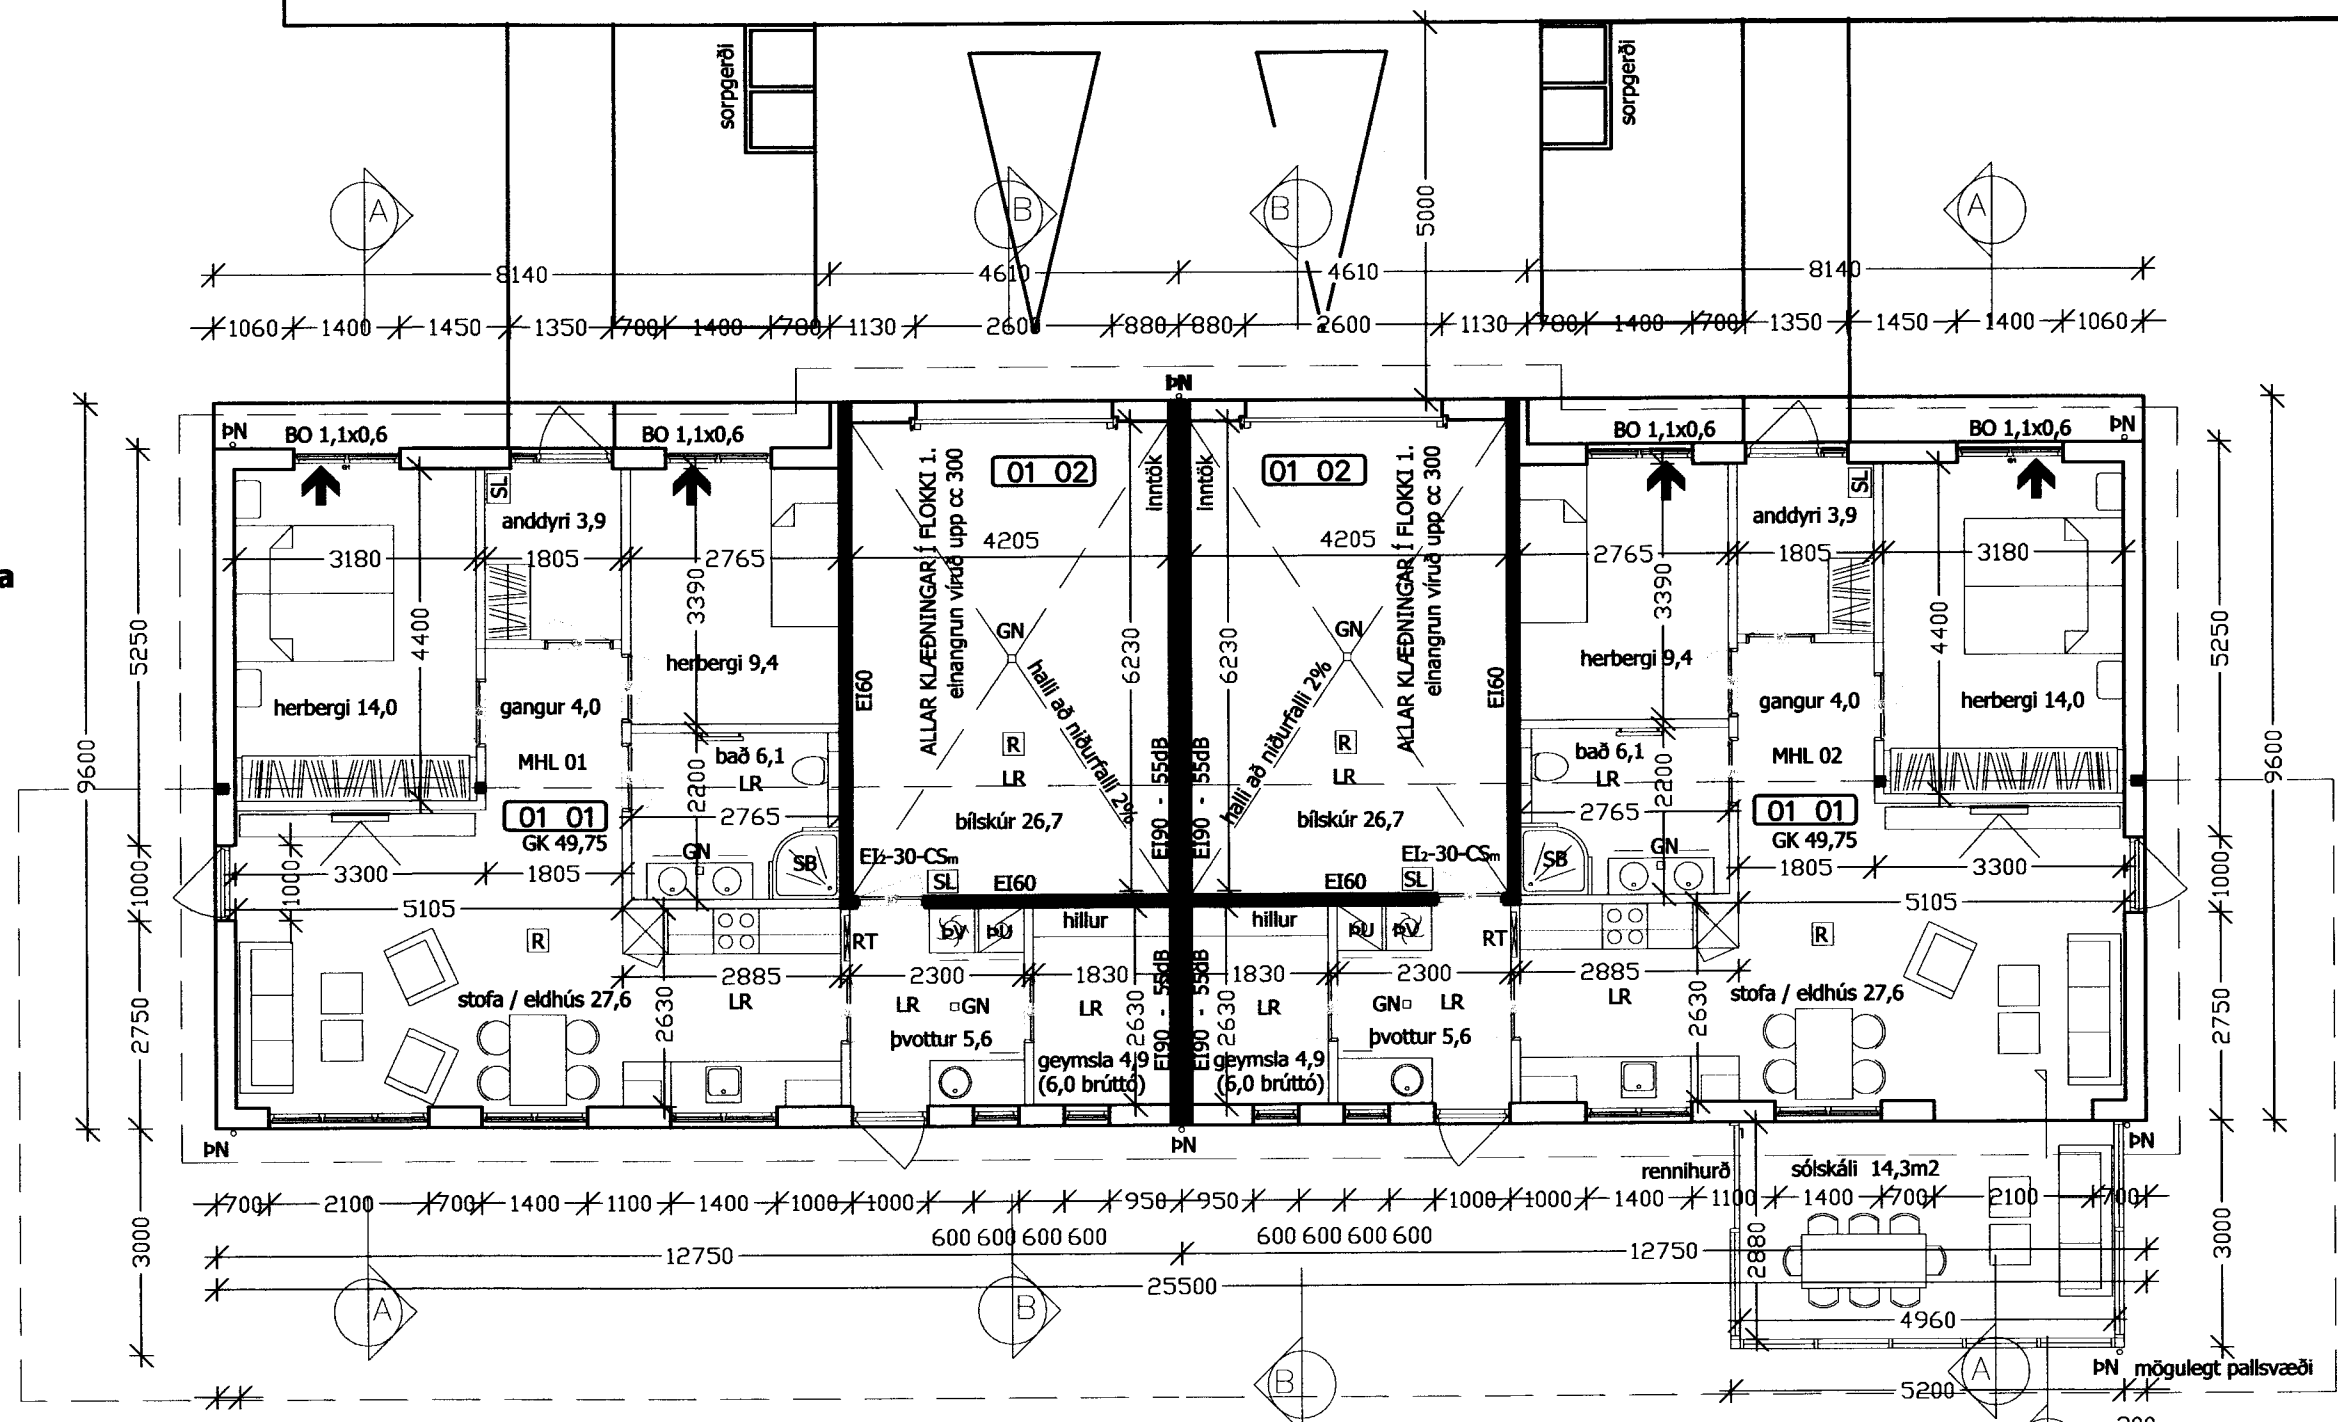 sorpgerði
sorpgerði
A
B
B
A
5000
8140
4610
4610
8140
1060
1400
1450
1350
700
1400
700
1130
2600
880
880
2600
1130
700
1400
700
1350
1450
1400
1060
ÞN
ÞN
BO 1,1x0,6
BO 1,1x0,6
BO 1,1x0,6
BO 1,1x0,6
ÞN
a
SL
anddyri 3,9
01 02
inntök
inntök
01 02
anddyri 3,9
SL
ALLAR KLÆÐNINGAR Í FLOKKI 1.
einangrun víruð upp cc 300
ALLAR KLÆÐNINGAR Í FLOKKI 1.
einangrun víruð upp cc 300
3180
1805
2765
4205
4205
2765
1805
3180
9600
5250
4400
3390
6230
6230
3390
4400
5250
9600
GN
GN
herbergi 14,0
gangur 4,0
herbergi 9,4
EI60
halli að niðurfalli 2%
halli að niðurfalli 2%
EI60
herbergi 9,4
gangur 4,0
herbergi 14,0
MHL 01
bað 6,1
LR
R
LR
R
LR
bað 6,1
LR
MHL 02
2200
2200
01 01
GK 49,75
2765
bílskúr 26,7
EI90 - 55dB
EI90 - 55dB
bílskúr 26,7
2765
01 01
GK 49,75
GN
SB
EI2-30-CSm
SL
EI60
EI60
EI2-30-CSm
SL
SB
GN
1000
1000
3300
1805
1805
3300
1000
5105
5105
R
RT
ÞV
ÞU
hillur
hillur
ÞU
ÞV
RT
R
2885
2300
1830
1830
2300
2885
2750
stofa / eldhús 27,6
2630
LR
LR
GN
LR
2630
EI90 - 55dB
EI90 - 55dB
2630
LR
GN
LR
LR
2630
stofa / eldhús 27,6
2750
þvottur 5,6
geymsla 4,9
(6,0 brúttó)
geymsla 4,9
(6,0 brúttó)
þvottur 5,6
ÞN
ÞN
ÞN
rennihurð
sólskáli 14,3m2
700
2100
700
1400
1100
1400
1000
1000
950
950
1000
1000
1400
1100
1400
700
2100
700
600 600 600 600
600 600 600 600
3000
2880
3000
12750
12750
25500
A
B
B
A
4960
ÞN mögulegt pallsvæði
5200